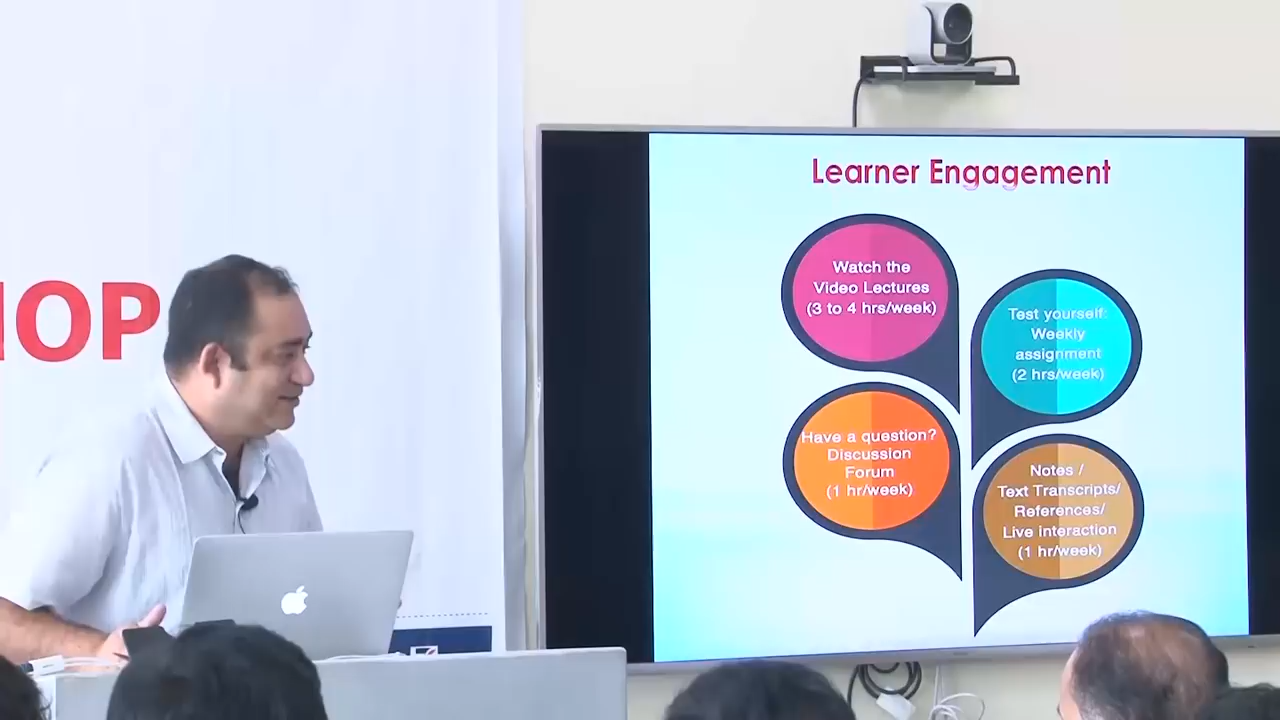 HOP
Learner Engagement
Watch the
Video Lectures
(3 to 4 hrs/week)
Test yourself:
Weekly
assignment
(2 hrs/week)
Have a question?
Discussion
Forum
(1 hr/week)
Notes /
Text Transcripts/
References/
Live interaction
(1 hr/week)